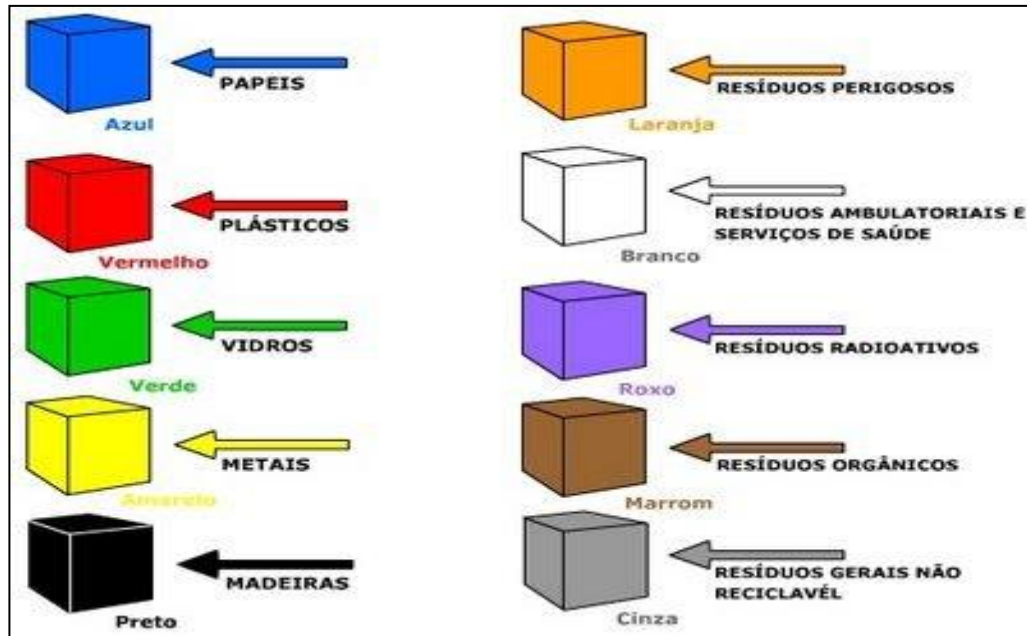 PAPEIS
Azul
PLÁSTICOS
Vermelho
VIDROS
Verde
METAIS
Amarelo
MADEIRAS
Preto
RESÍDUOS PERIGOSOS
Laranja
RESÍDUOS AMBULATORIAIS E
SERVIÇOS DE SAÚDE
Branco
RESÍDUOS RADIOATIVOS
Roxo
RESÍDUOS ORGÂNICOS
Marrom
RESÍDUOS GERAIS NÃO
RECICLAVÉL
Cinza